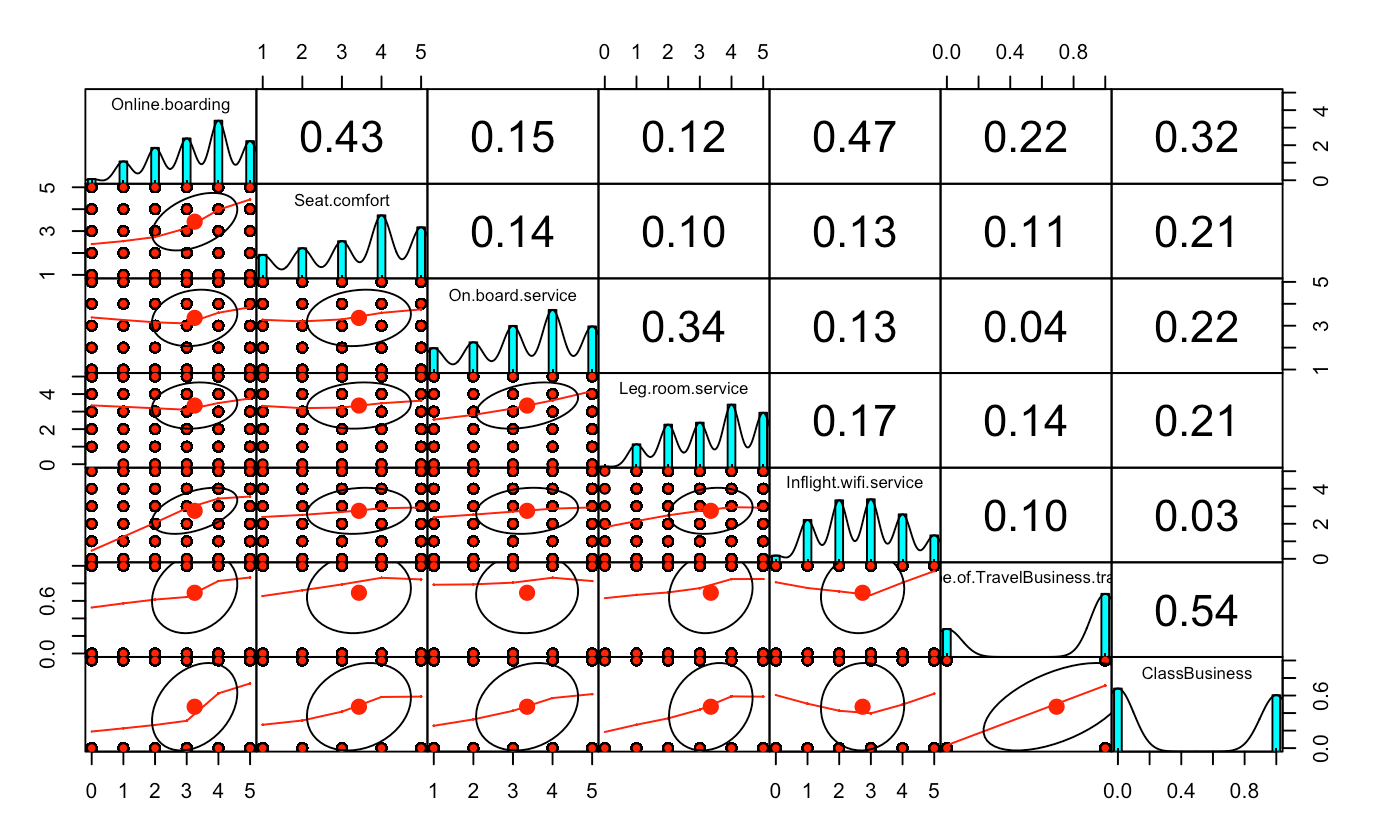 1 2 3 4 5 0 1 2 3 4 5 0.0 0.4 0.8
Online.boarding 0.43 0.15 0.12 0.47 0.22 0.32 0 2 4
1 3 5 Seat.comfort 0.14 0.10 0.13 0.11 0.21
On.board.service 0.34 0.13 0.04 0.22 1 3 5
0 2 4 Leg.room.service 0.17 0.14 0.21
Inflight.wifi.service 0.10 0.03 0 2 4
0.0 0.6 e.of.TravelBusiness.tra 0.54
ClassBusiness 0.0 0.6
0 1 2 3 4 5 1 2 3 4 5 0 1 2 3 4 5 0.0 0.4 0.8